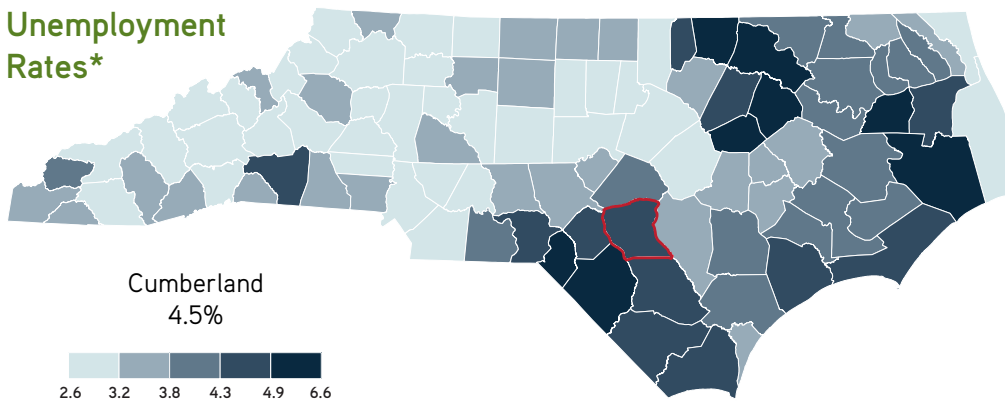 Unemployment
Rates*
Cumberland
4.5%
2.6 3.2 3.8 4.3 4.9 6.6